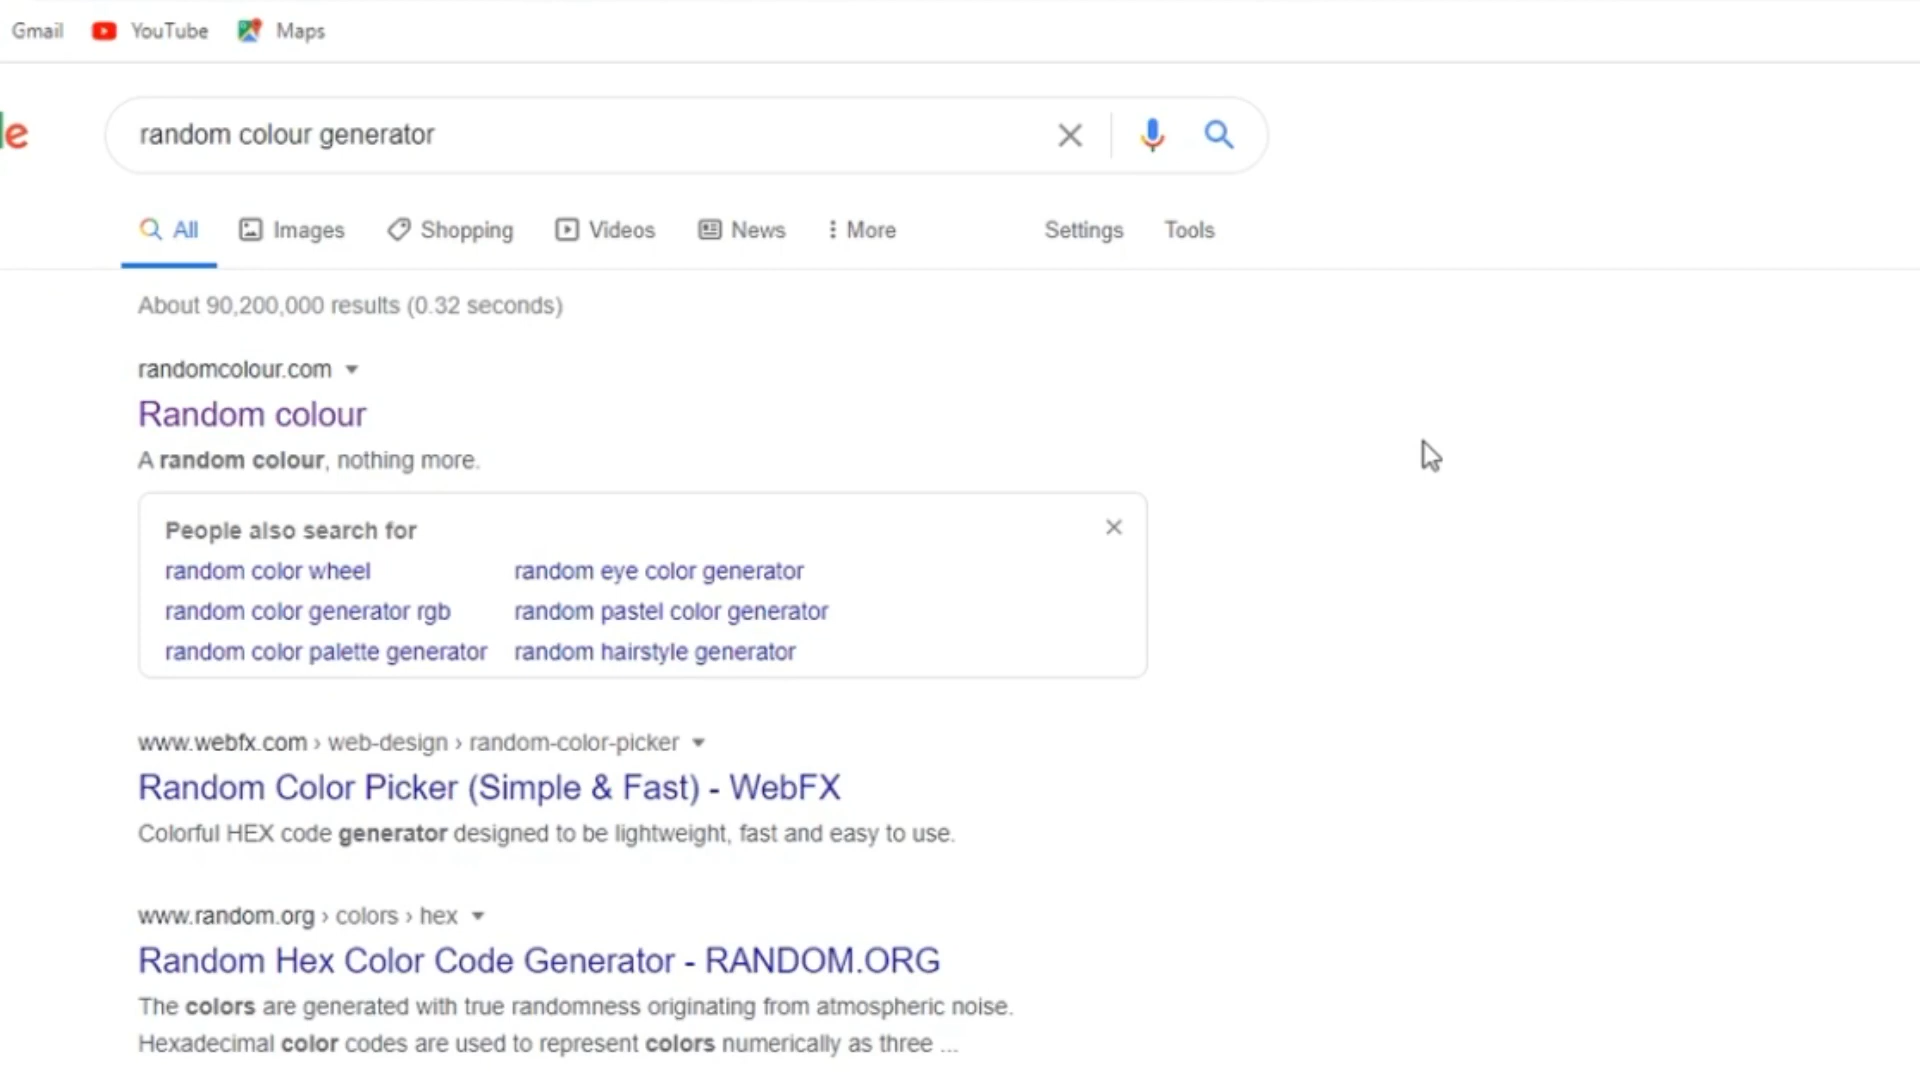 Gmail YouTube Maps
le
random colour generator
All Images Shopping Videos News More Settings Tools
About 90,200,000 results (0.32 seconds)
randomcolour.com
Random colour
A random colour, nothing more.
People also search for
random color wheel random eye color generator
random color generator rgb random pastel color generator
random color palette generator random hairstyle generator
www.webfx.com › web-design › random-color-picker
Random Color Picker (Simple & Fast) - WebFX
Colorful HEX code generator designed to be lightweight, fast and easy to use.
www.random.org › colors › hex
Random Hex Color Code Generator - RANDOM.ORG
The colors are generated with true randomness originating from atmospheric noise.
Hexadecimal color codes are used to represent colors numerically as three ...